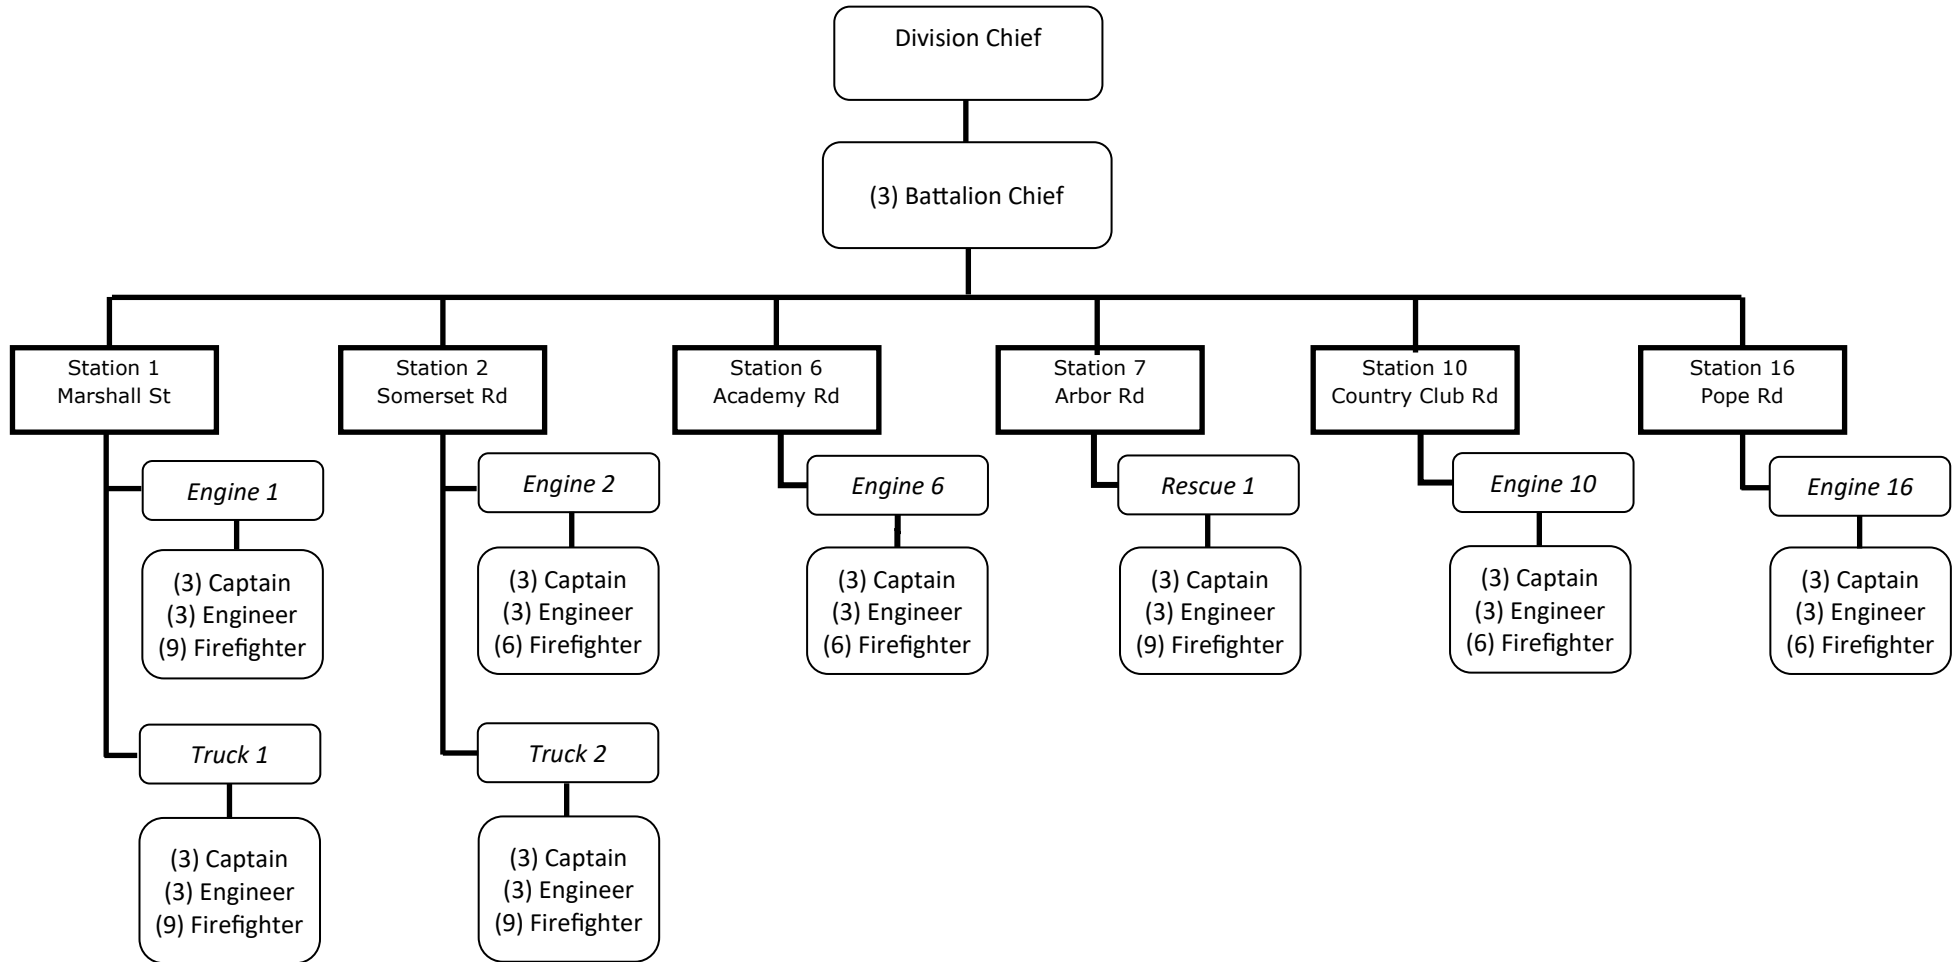 Division Chief
(3) Battalion Chief
Station 1
Marshall St
Station 2
Somerset Rd
Station 6
Academy Rd
Station 7
Arbor Rd
Station 10
Country Club Rd
Station 16
Pope Rd
Engine 1
Engine 2
Engine 6
Rescue 1
Engine 10
Engine 16
(3) Captain
(3) Engineer
(9) Firefighter
(3) Captain
(3) Engineer
(6) Firefighter
(3) Captain
(3) Engineer
(6) Firefighter
(3) Captain
(3) Engineer
(9) Firefighter
(3) Captain
(3) Engineer
(6) Firefighter
(3) Captain
(3) Engineer
(6) Firefighter
Truck 1
Truck 2
(3) Captain
(3) Engineer
(9) Firefighter
(3) Captain
(3) Engineer
(9) Firefighter